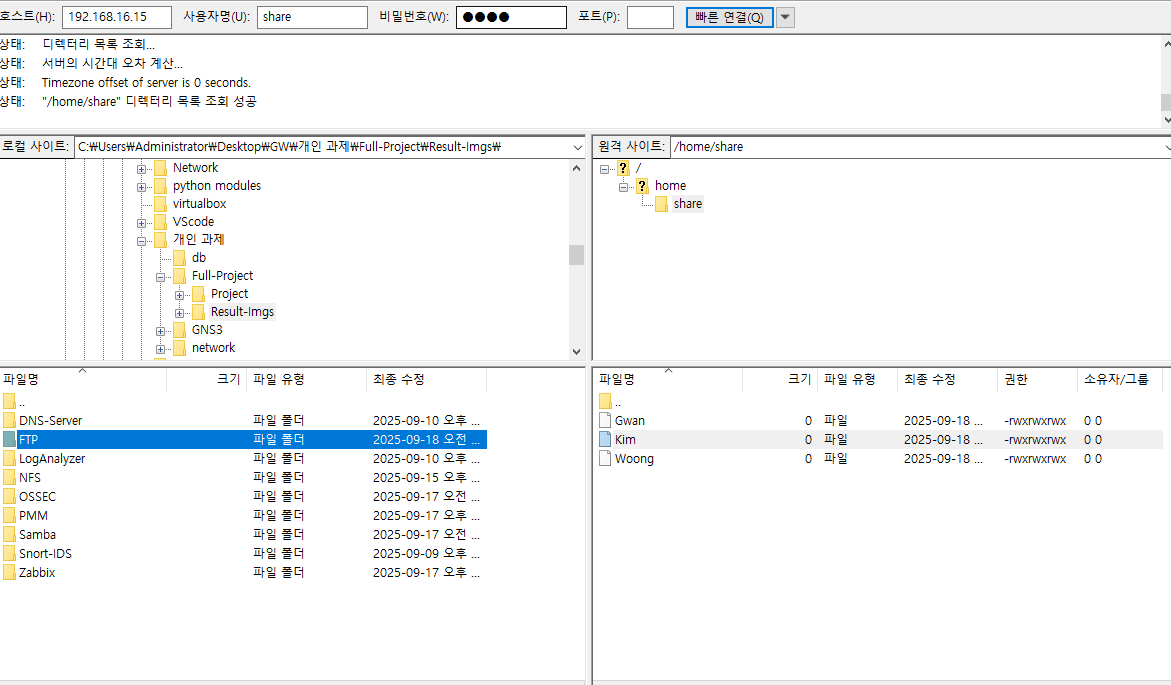 호스트(H): 192.168.16.15 사용자명(U): share 비밀번호(W): ●●●● 포트(P): 빠른 연결(Q)
상태: 디렉터리 목록 조회...
상태: 서버의 시간대 오차 계산...
상태: Timezone offset of server is 0 seconds.
상태: "/home/share" 디렉터리 목록 조회 성공
로컬 사이트: C:₩Users₩Administrator₩Desktop₩GW₩개인 과제₩Full-Project₩Result-Imgs₩
Network
python modules
virtualbox
VScode
개인 과제
db
Full-Project
Project
Result-Imgs
GNS3
network
원격 사이트: /home/share
/
home
share
파일명 크기 파일 유형 최종 수정
..
DNS-Server 파일 폴더 2025-09-10 오후 ...
FTP 파일 폴더 2025-09-18 오전 ...
LogAnalyzer 파일 폴더 2025-09-10 오후 ...
NFS 파일 폴더 2025-09-15 오후 ...
OSSEC 파일 폴더 2025-09-17 오전 ...
PMM 파일 폴더 2025-09-17 오후 ...
Samba 파일 폴더 2025-09-17 오전 ...
Snort-IDS 파일 폴더 2025-09-09 오후 ...
Zabbix 파일 폴더 2025-09-17 오후 ...
파일명 크기 파일 유형 최종 수정 권한 소유자/그룹
..
Gwan 0 파일 2025-09-18 ... -rwxrwxrwx 0 0
Kim 0 파일 2025-09-18 ... -rwxrwxrwx 0 0
Woong 0 파일 2025-09-18 ... -rwxrwxrwx 0 0